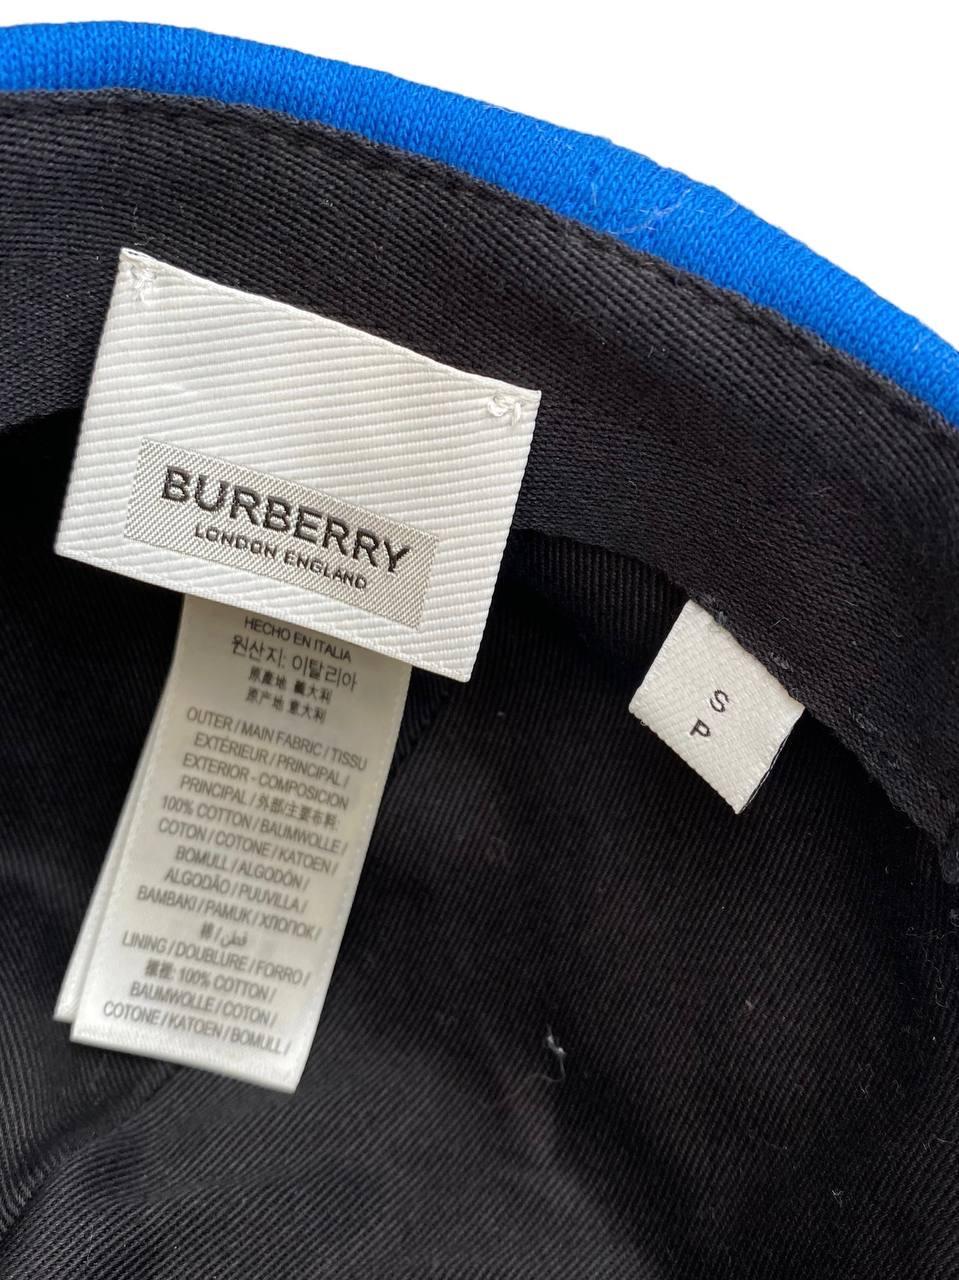 BURBERRY
LONDON ENGLAND
HECHO EN ITALIA
원산지: 이탈리아
原產地 義大利
原产地 意大利
OUTER / MAIN FABRIC / TISSU
EXTÉRIEUR / PRINCIPAL /
EXTERIOR - COMPOSICION
PRINCIPAL / 外部/主要布料:
100% COTTON / BAUMWOLLE /
COTON / COTONE / KATOEN /
BOMULL / ALGODÓN /
ALGODÃO / PUUVILLA /
BAMBAKI / PAMUK / ХЛОПОК /
棉 / قطن /
LINING / DOUBLURE / FORRO /
裡: 100% COTTON /
BAUMWOLLE / COTON /
COTONE / KATOEN / BOMULL /
S
P